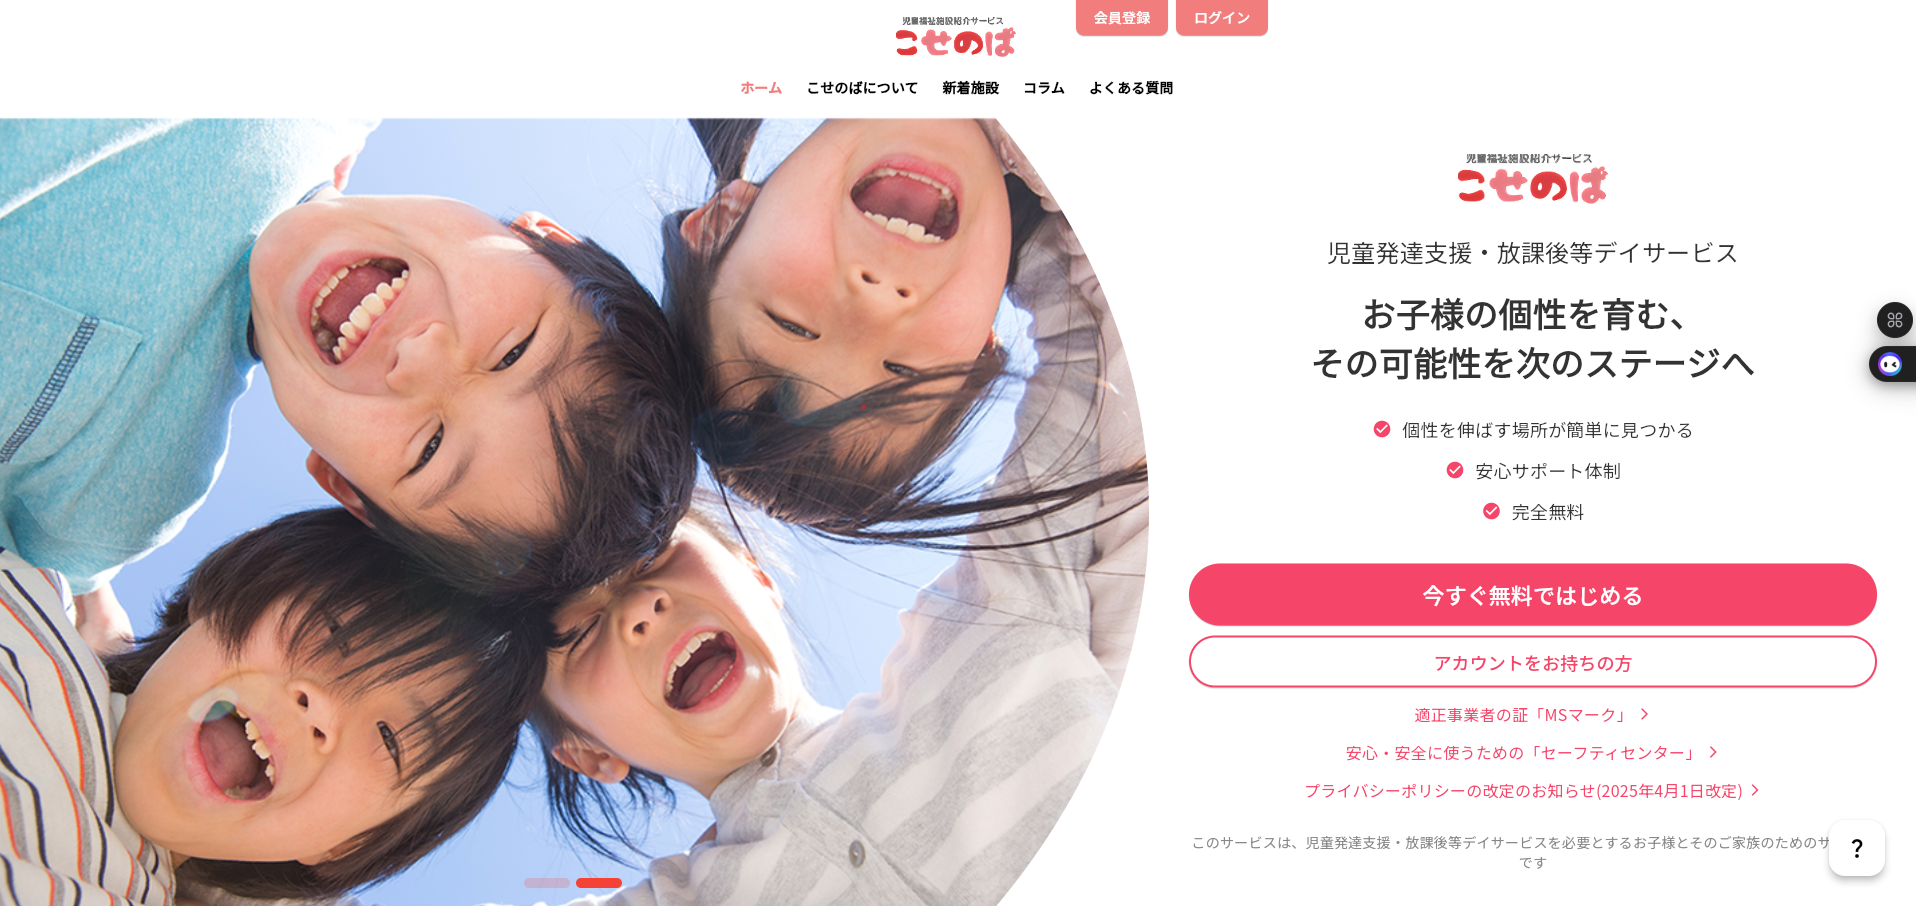 会員登録
ログイン
児童福祉施設紹介サービス
こせのば
ホーム
こせのばについて
新着施設
コラム
よくある質問
児童福祉施設紹介サービス
こせのば
児童発達支援・放課後等デイサービス
お子様の個性を育む、
その可能性を次のステージへ
個性を伸ばす場所が簡単に見つかる
安心サポート体制
完全無料
今すぐ無料ではじめる
アカウントをお持ちの方
適正事業者の証「MSマーク」
安心・安全に使うための「セーフティセンター」
プライバシーポリシーの改定のお知らせ(2025年4月1日改定)
このサービスは、児童発達支援・放課後等デイサービスを必要とするお子様とそのご家族のためのサ
です
?